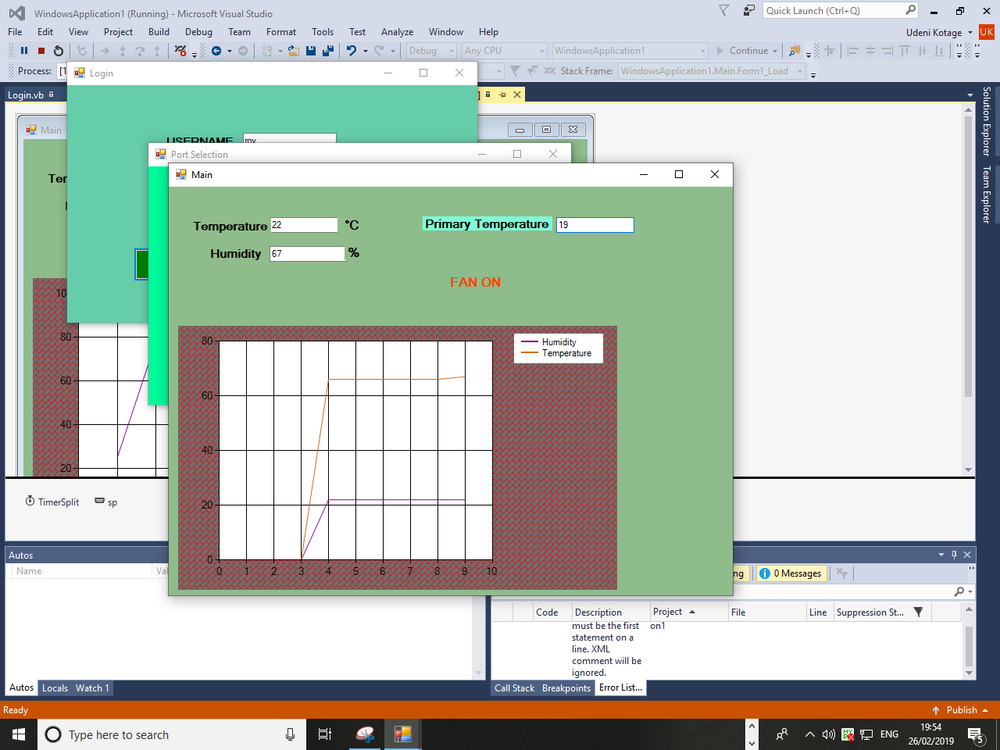 WindowsApplication1 (Running) - Microsoft Visual Studio
Quick Launch (Ctrl+Q)
File Edit View Project Build Debug Team Format Tools Test Analyze Window Help
Udeni Kotage UK
Debug Any CPU WindowsApplication1 Continue
Process: [1 Stack Frame: WindowsApplication1.Main.Form1_Load
Login
Login.vb
Solution Explorer
Team Explorer
Main
USERNAME
Port Selection
Main
Temperature 22 °C Primary Temperature 19
Humidity 67 %
FAN ON
Humidity
Temperature
80
60
40
20
0
0 1 2 3 4 5 6 7 8 9 10
80
60
40
20
TimerSplit sp
Autos
Name
0 Messages
Code Description Project File Line Suppression St...
must be the first on1
statement on a
line. XML
comment will be
ignored.
Autos Locals Watch 1
Call Stack Breakpoints Error List...
Ready Publish
Type here to search
ENG
19:54
26/02/2019
5